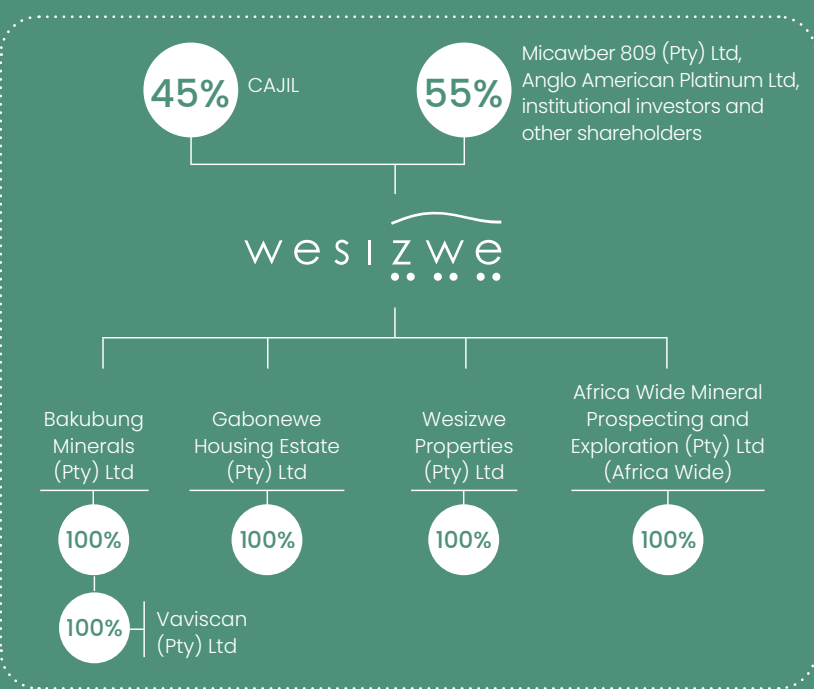 45%
CAJIL
55%
Micawber 809 (Pty) Ltd,
Anglo American Platinum Ltd,
institutional investors and
other shareholders
wesizwe
Bakubung
Minerals
(Pty) Ltd
100%
Gabonewe
Housing Estate
(Pty) Ltd
100%
Wesizwe
Properties
(Pty) Ltd
100%
Africa Wide Mineral
Prospecting and
Exploration (Pty) Ltd
(Africa Wide)
100%
100%
Vaviscan
(Pty) Ltd